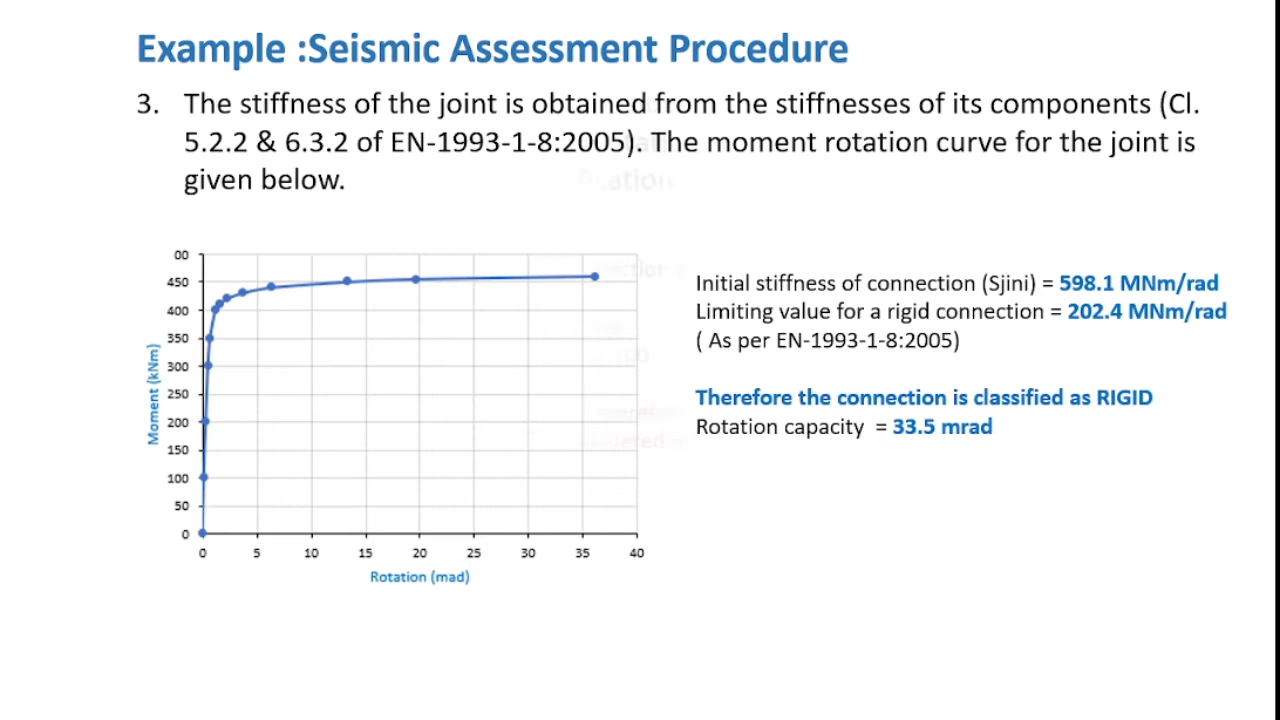 Example :Seismic Assessment Procedure
3. The stiffness of the joint is obtained from the stiffnesses of its components (Cl.
5.2.2 & 6.3.2 of EN-1993-1-8:2005). The moment rotation curve for the joint is
given below.
00
450
400
350
300
250
200
150
100
50
0
Moment (kNm)
0 5 10 15 20 25 30 35 40
Rotation (mad)
Initial stiffness of connection (Sjini) = 598.1 MNm/rad
Limiting value for a rigid connection = 202.4 MNm/rad
( As per EN-1993-1-8:2005)
Therefore the connection is classified as RIGID
Rotation capacity = 33.5 mrad